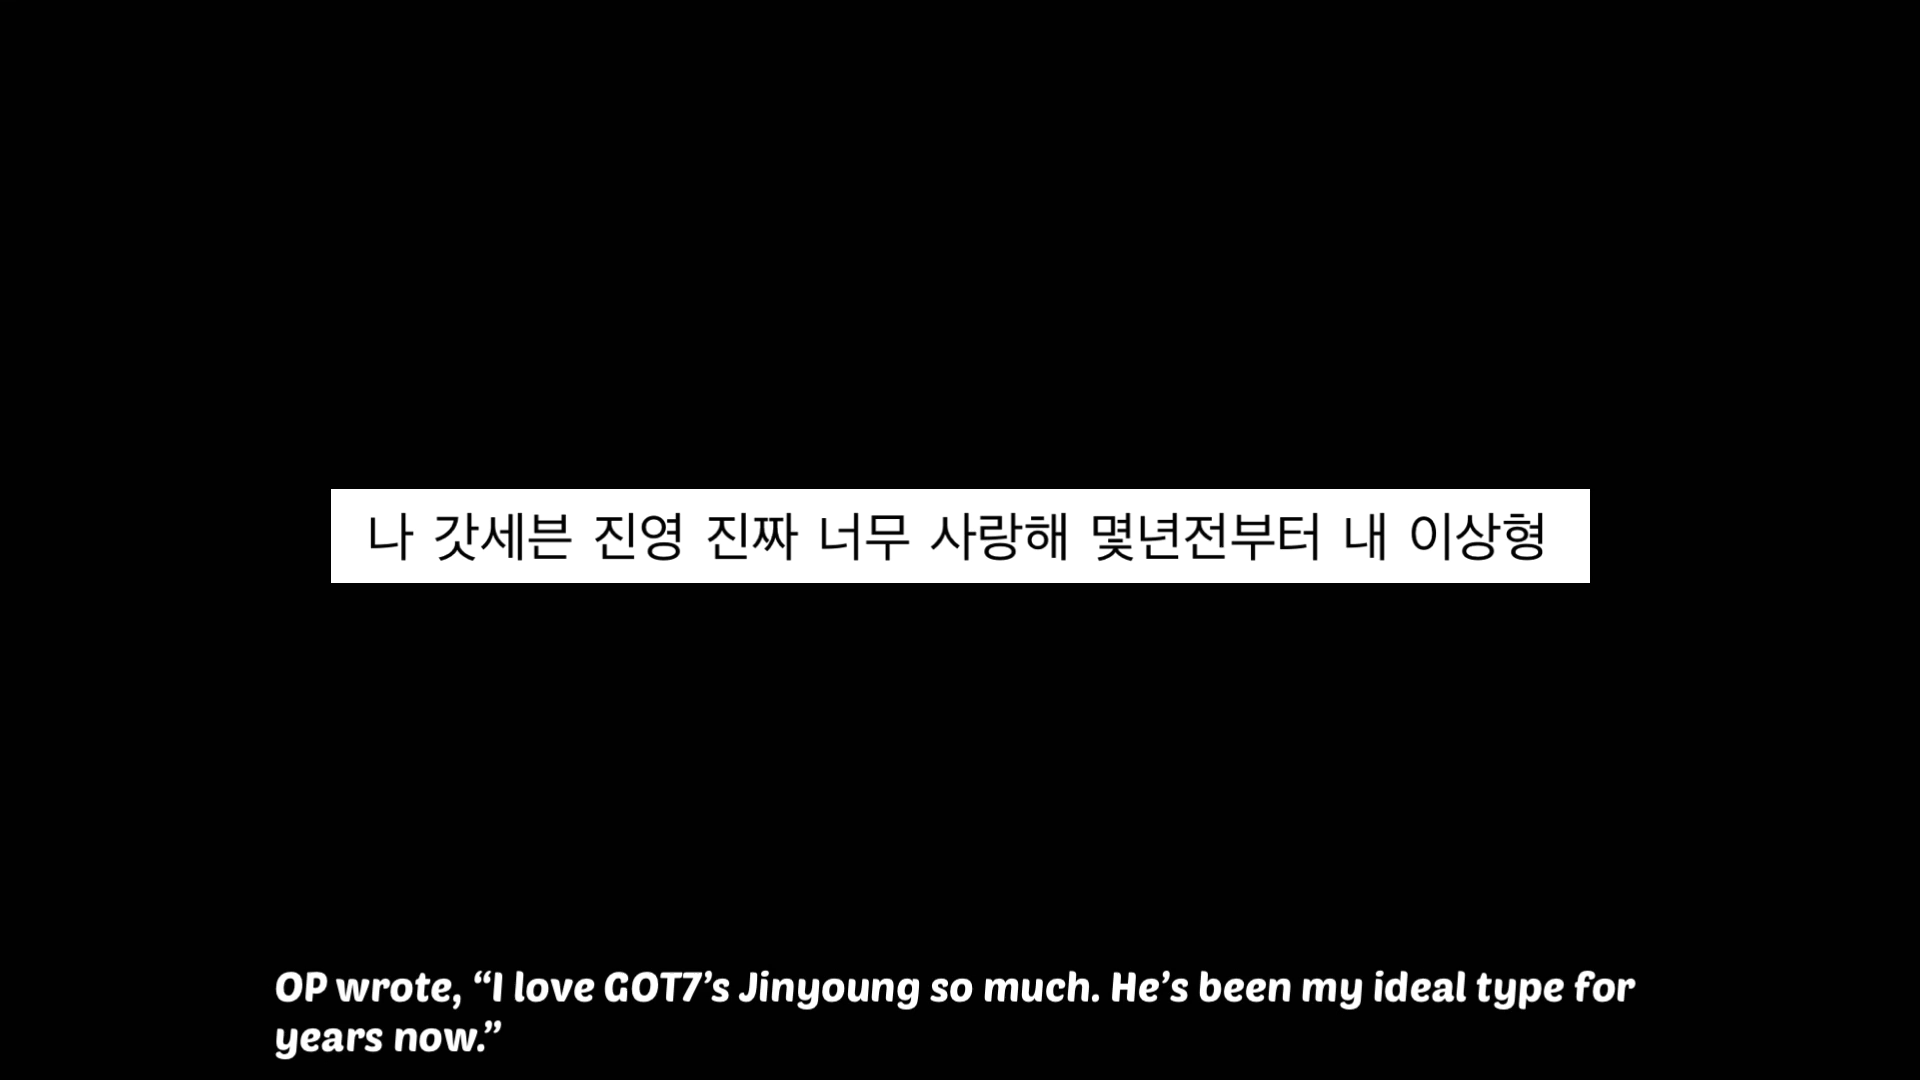 나 갓세븐 진영 진짜 너무 사랑해 몇년전부터 내 이상형
OP wrote, “I love GOT7’s Jinyoung so much. He’s been my ideal type for
years now.”